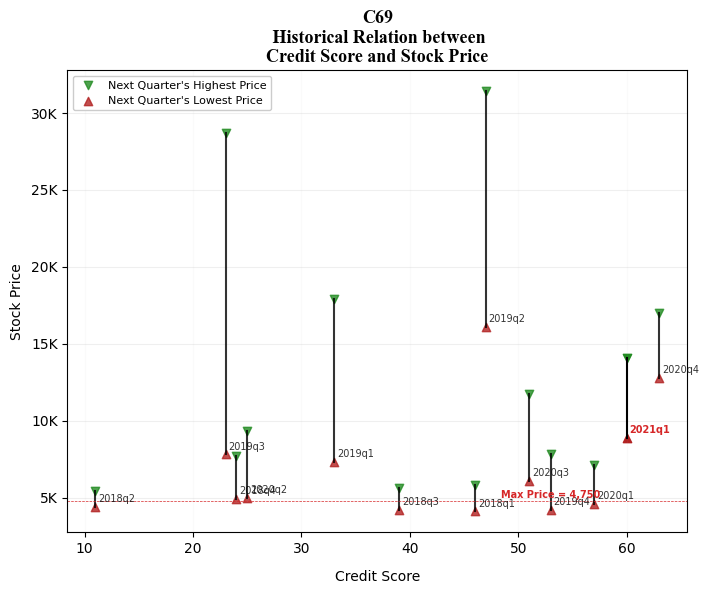 C69
Historical Relation between
Credit Score and Stock Price
Next Quarter's Highest Price
Next Quarter's Lowest Price
Stock Price
30K
25K
20K
15K
10K
5K
2019q2
2020q4
2021q1
2019q3
2019q1
2020q3
2018q4
2020q2
Max Price = 4,750
2018q2
2018q3
2018q1
2019q4
2020q1
10
20
30
40
50
60
Credit Score